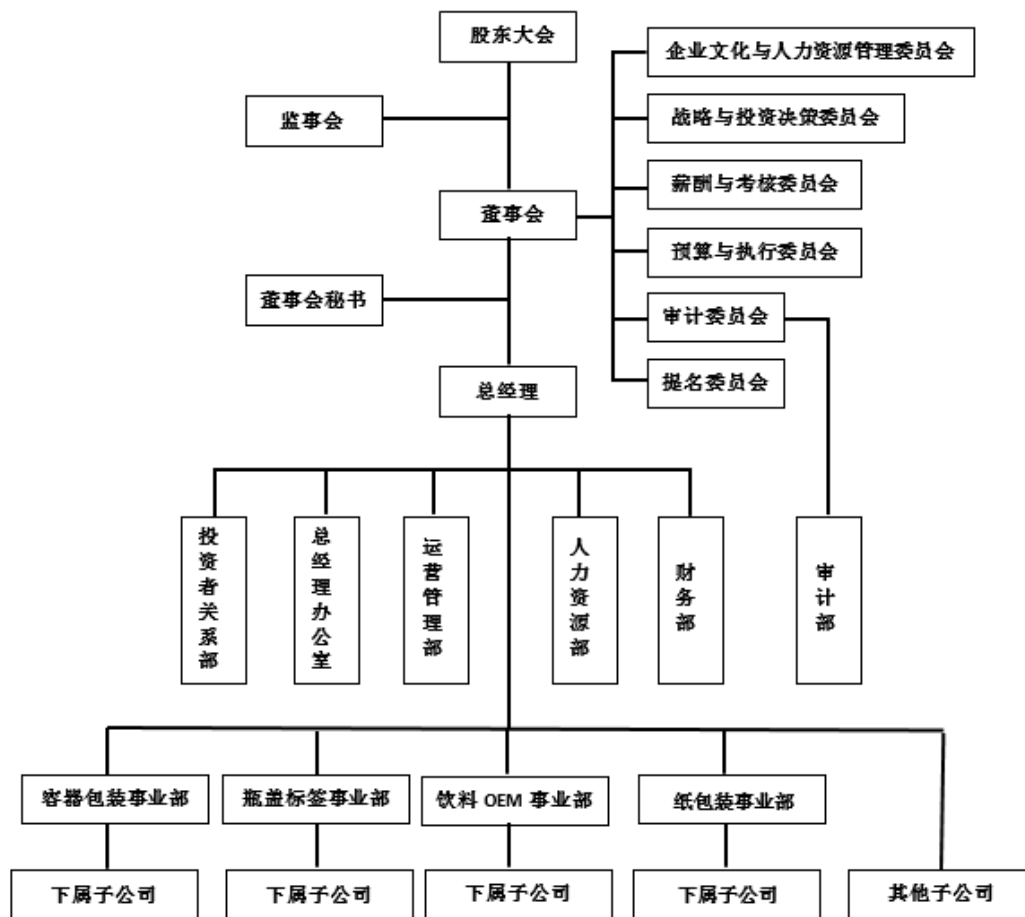 股东大会
企业文化与人力资源管理委员会
监事会
战略与投资决策委员会
薪酬与考核委员会
董事会
预算与执行委员会
董事会秘书
审计委员会
总经理
提名委员会
投资者关系部
总经理办公室
运营管理部
人力资源部
财务部
审计部
容器包装事业部
瓶盖标签事业部
饮料 OEM 事业部
纸包装事业部
下属子公司
下属子公司
下属子公司
下属子公司
其他子公司